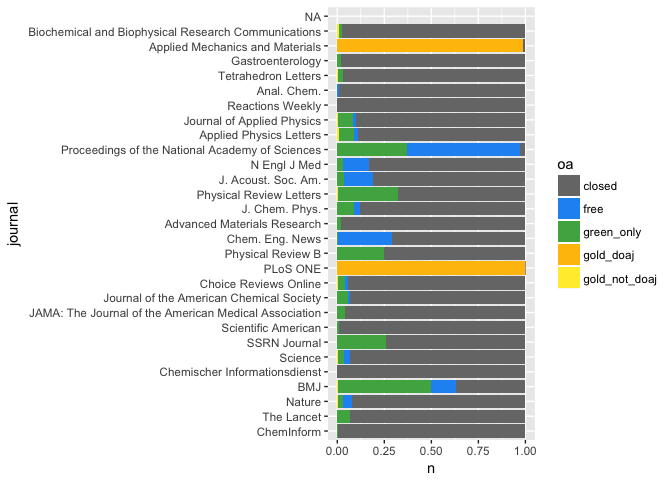 NA
Biochemical and Biophysical Research Communications
Applied Mechanics and Materials
Gastroenterology
Tetrahedron Letters
Anal. Chem.
Reactions Weekly
Journal of Applied Physics
Applied Physics Letters
Proceedings of the National Academy of Sciences
N Engl J Med
J. Acoust. Soc. Am.
Physical Review Letters
J. Chem. Phys.
Advanced Materials Research
Chem. Eng. News
Physical Review B
PLoS ONE
Choice Reviews Online
Journal of the American Chemical Society
JAMA: The Journal of the American Medical Association
Scientific American
SSRN Journal
Science
Chemischer Informationsdienst
BMJ
Nature
The Lancet
ChemInform
journal
0.00 0.25 0.50 0.75 1.00
n
oa
closed
free
green_only
gold_doaj
gold_not_doaj